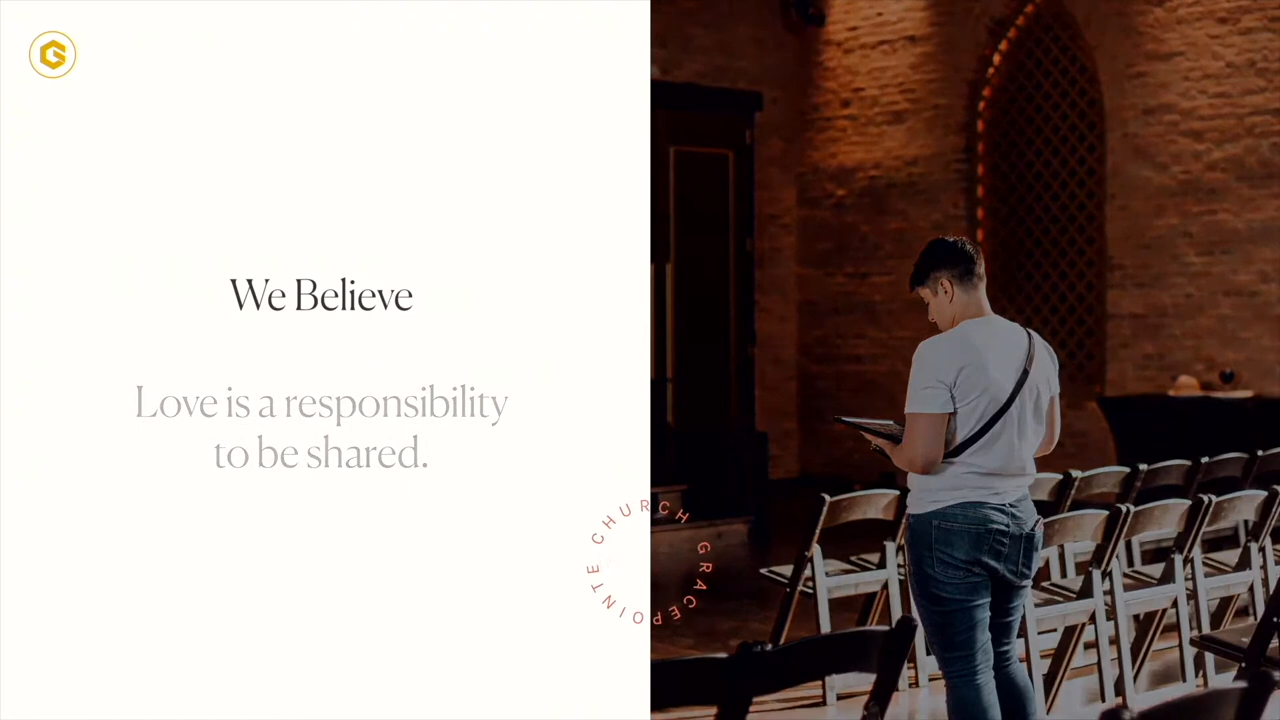 We Believe
Love is a responsibility
to be shared.
CHURCH GRACEPOINTE